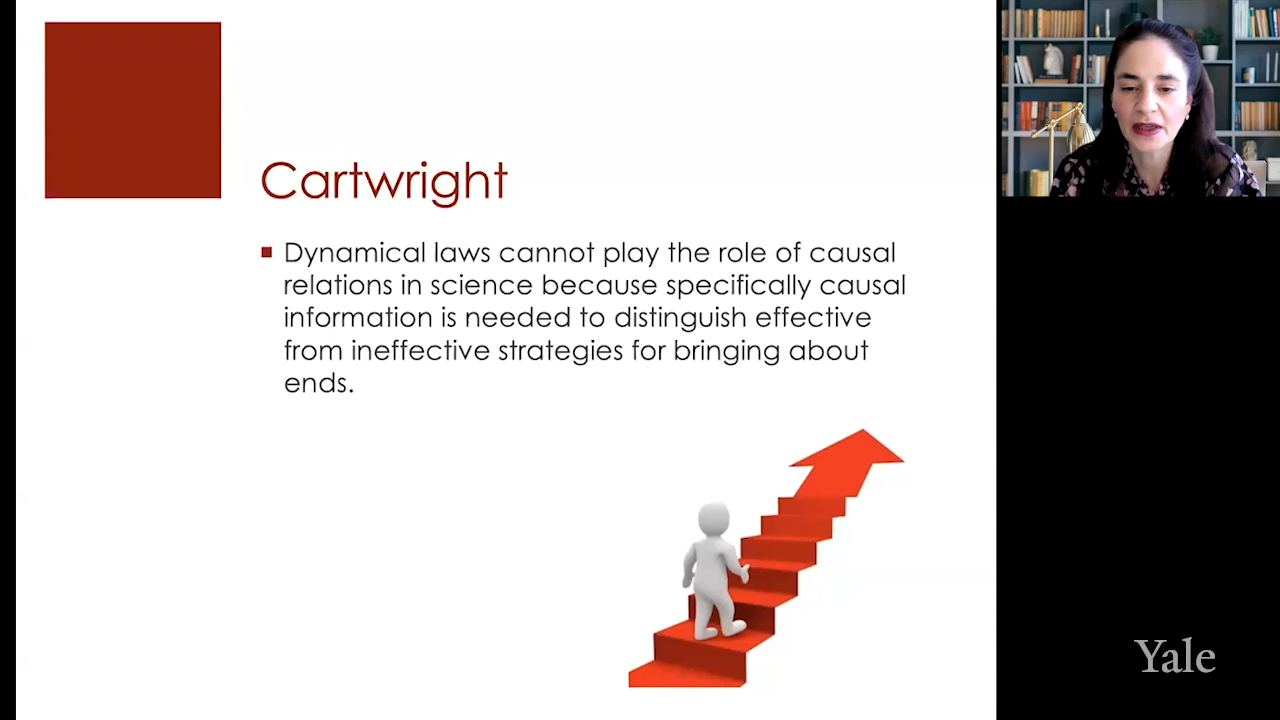 Cartwright
Dynamical laws cannot play the role of causal
relations in science because specifically causal
information is needed to distinguish effective
from ineffective strategies for bringing about
ends.
Yale